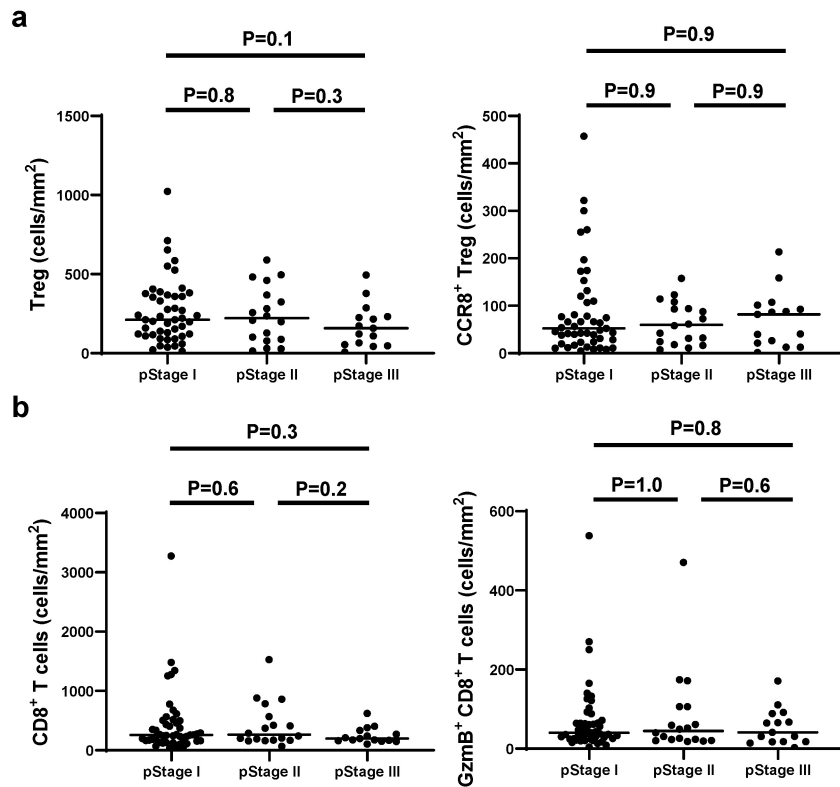 a
P=0.1
P=0.8
P=0.3
Treg (cells/mm²)
1500
1000
500
0
pStage I
pStage II
pStage III
P=0.9
P=0.9
P=0.9
CCR8⁺ Treg (cells/mm²)
500
400
300
200
100
0
pStage I
pStage II
pStage III
b
P=0.3
P=0.6
P=0.2
CD8⁺ T cells (cells/mm²)
4000
3000
2000
1000
0
pStage I
pStage II
pStage III
P=0.8
P=1.0
P=0.6
GzmB⁺ CD8⁺ T cells (cells/mm²)
600
400
200
0
pStage I
pStage II
pStage III